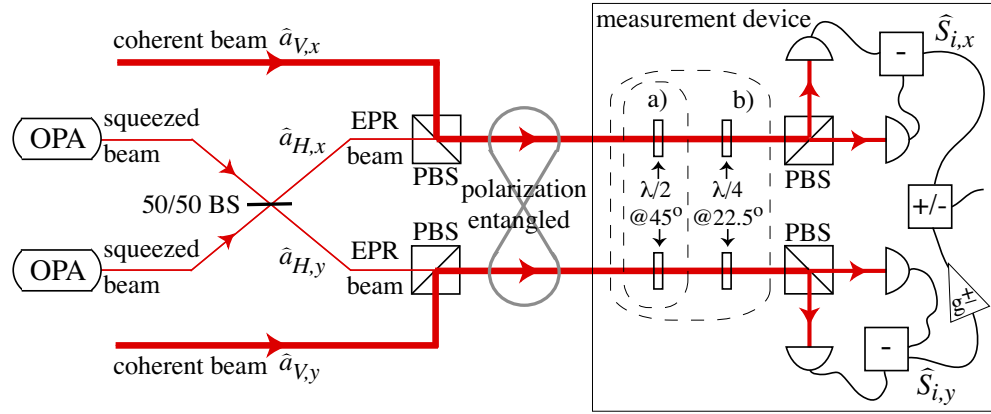 measurement device
coherent beam â_{V,x}
Ŝ_{i,x}
-
a)
b)
OPA
squeezed
beam
â_{H,x}
EPR
beam
PBS
PBS
λ/2
@45°
λ/4
@22.5°
50/50 BS
polarization
entangled
+/-
OPA
squeezed
beam
â_{H,y}
EPR
beam
PBS
PBS
g±
-
Ŝ_{i,y}
coherent beam â_{V,y}